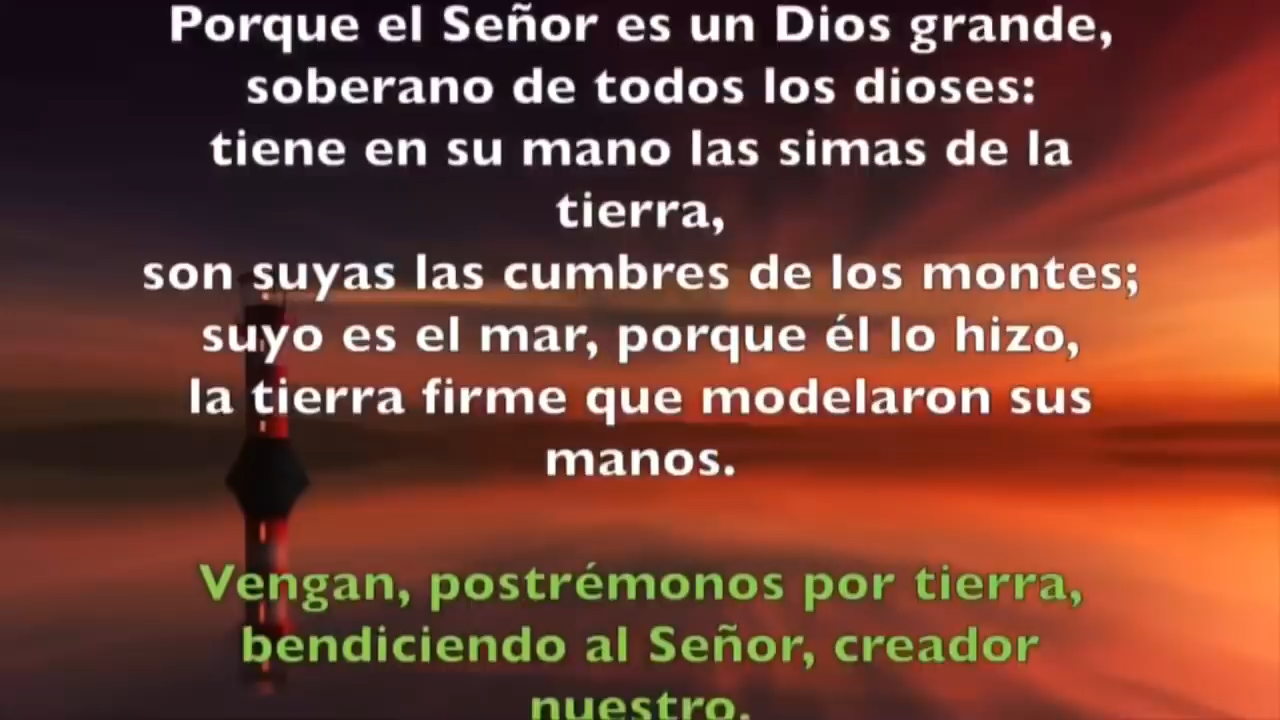 Porque el Señor es un Dios grande,
soberano de todos los dioses:
tiene en su mano las simas de la
tierra,
son suyas las cumbres de los montes;
suyo es el mar, porque él lo hizo,
la tierra firme que modelaron sus
manos.
Vengan, postrémonos por tierra,
bendiciendo al Señor, creador
nuestro.